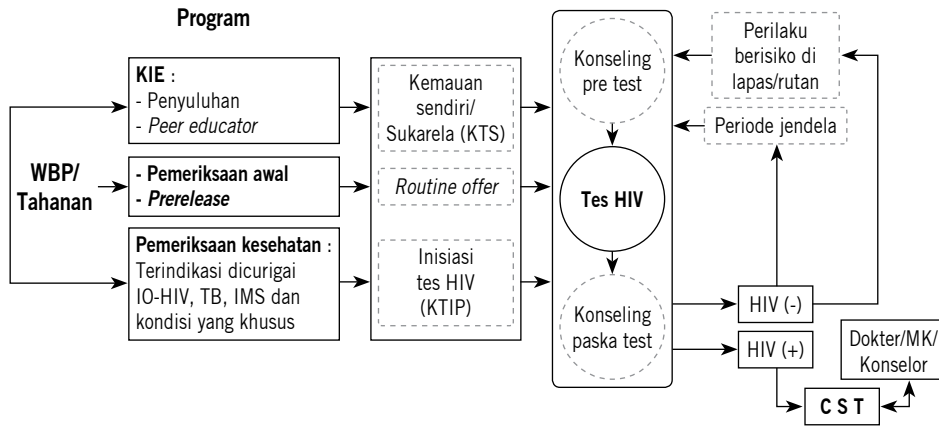 Program
WBP/
Tahanan
KIE :
- Penyuluhan
- Peer educator
- Pemeriksaan awal
- Prerelease
Pemeriksaan kesehatan :
Terindikasi dicurigai
IO-HIV, TB, IMS dan
kondisi yang khusus
Kemauan
sendiri/
Sukarela (KTS)
Routine offer
Inisiasi
tes HIV
(KTIP)
Konseling
pre test
Tes HIV
Konseling
paska test
Perilaku
berisiko di
lapas/rutan
Periode jendela
HIV (-)
HIV (+)
Dokter/MK/
Konselor
C S T